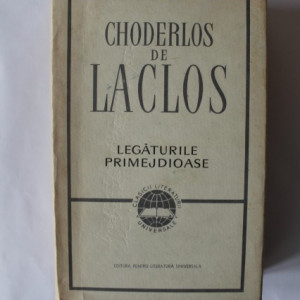 CHODERLOS
DE
LACLOS
LEGĂTURILE
PRIMEJDIOASE
CLASICII LITERATURII
UNIVERSALE
EDITURA PENTRU LITERATURĂ UNIVERSALĂ